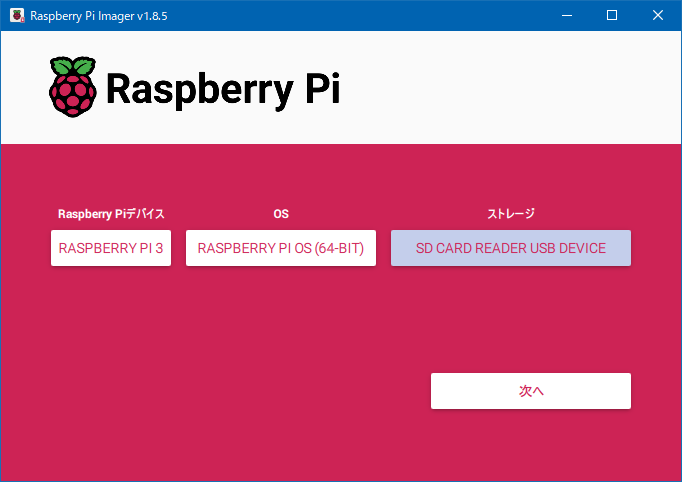 Raspberry Pi Imager v1.8.5
Raspberry Pi
Raspberry Piデバイス OS ストレージ
RASPBERRY PI 3 RASPBERRY PI OS (64-BIT) SD CARD READER USB DEVICE
次へ